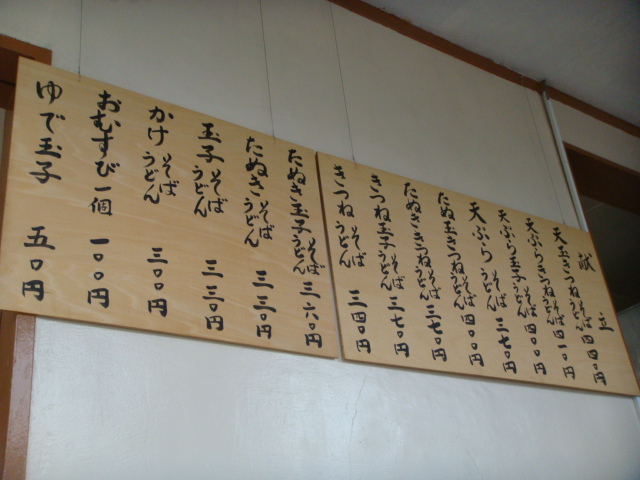 献立
天玉きつねそばうどん 四四〇円
天ぷらきつねそばうどん 四一〇円
天ぷら玉子そばうどん 四〇〇円
天ぷらそばうどん 三七〇円
たぬ玉きつねそばうどん 四〇〇円
たぬききつねそばうどん 三七〇円
きつね玉子そばうどん 三七〇円
きつねそばうどん 三四〇円
たぬき玉子そばうどん 三六〇円
たぬきそばうどん 三三〇円
玉子そばうどん 三三〇円
かけそばうどん 三〇〇円
おむすび一個 一〇〇円
ゆで玉子 五〇円